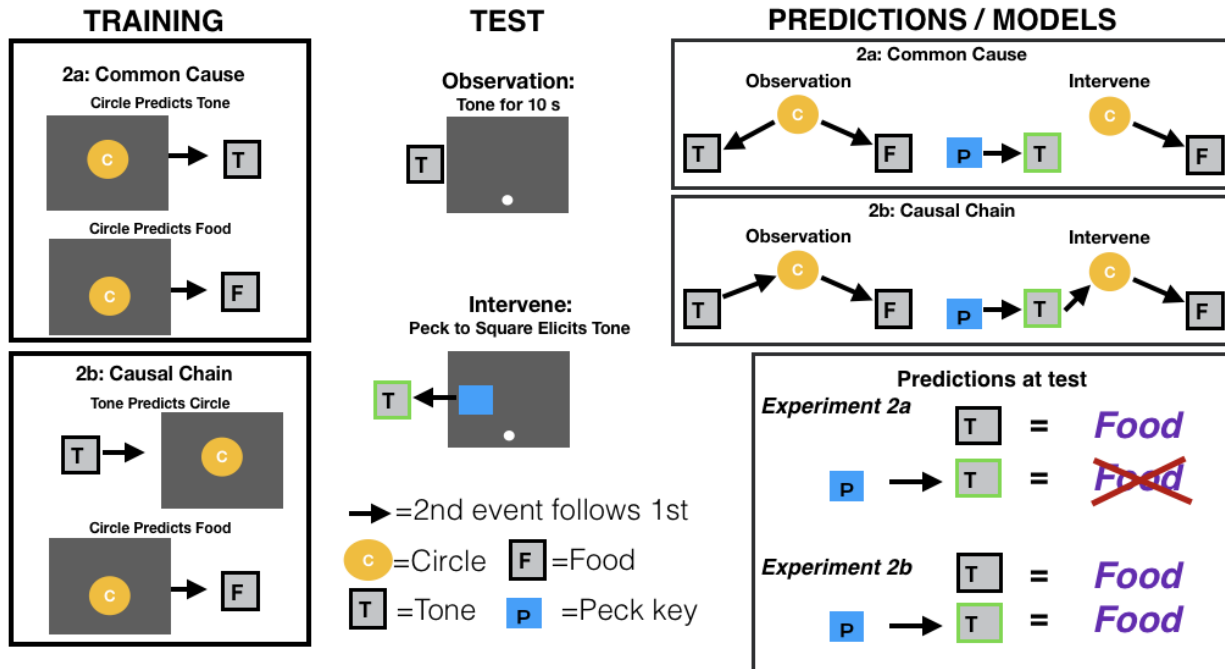 TRAINING
2a: Common Cause
Circle Predicts Tone
C
T
Circle Predicts Food
C
F
2b: Causal Chain
Tone Predicts Circle
T
C
Circle Predicts Food
C
F
TEST
Observation:
Tone for 10 s
T
Intervene:
Peck to Square Elicits Tone
T
=2nd event follows 1st
C =Circle F =Food
T =Tone P =Peck key
PREDICTIONS / MODELS
2a: Common Cause
Observation Intervene
C C
T F P T F
2b: Causal Chain
Observation Intervene
C C
T F P T F
Predictions at test
Experiment 2a
T = Food
P T = Food
Experiment 2b
T = Food
P T = Food